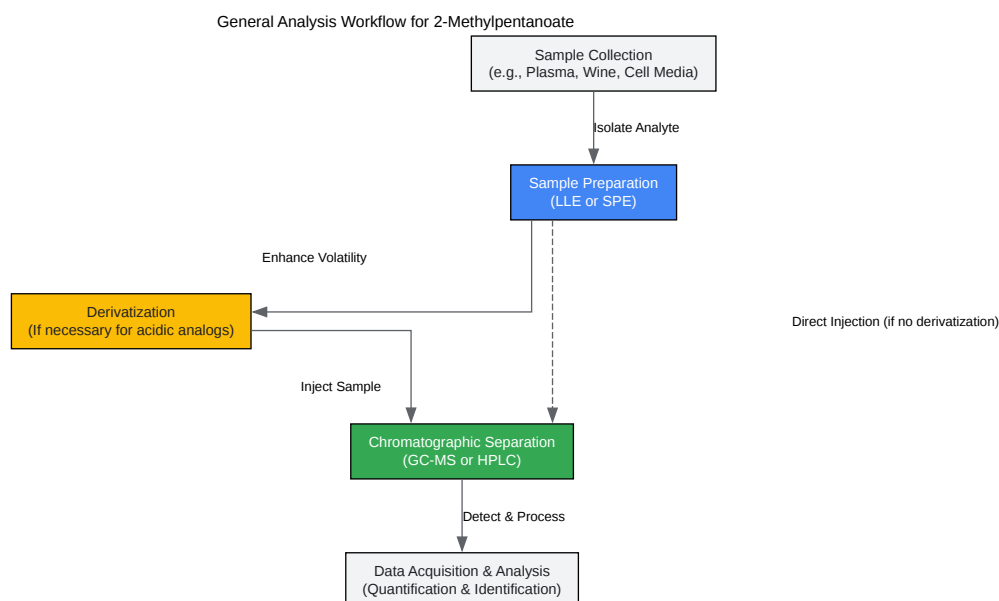 General Analysis Workflow for 2-Methylpentanoate
Sample Collection
(e.g., Plasma, Wine, Cell Media)
Isolate Analyte
Sample Preparation
(LLE or SPE)
Enhance Volatility
Derivatization
(If necessary for acidic analogs)
Direct Injection (if no derivatization)
Inject Sample
Chromatographic Separation
(GC-MS or HPLC)
Detect & Process
Data Acquisition & Analysis
(Quantification & Identification)